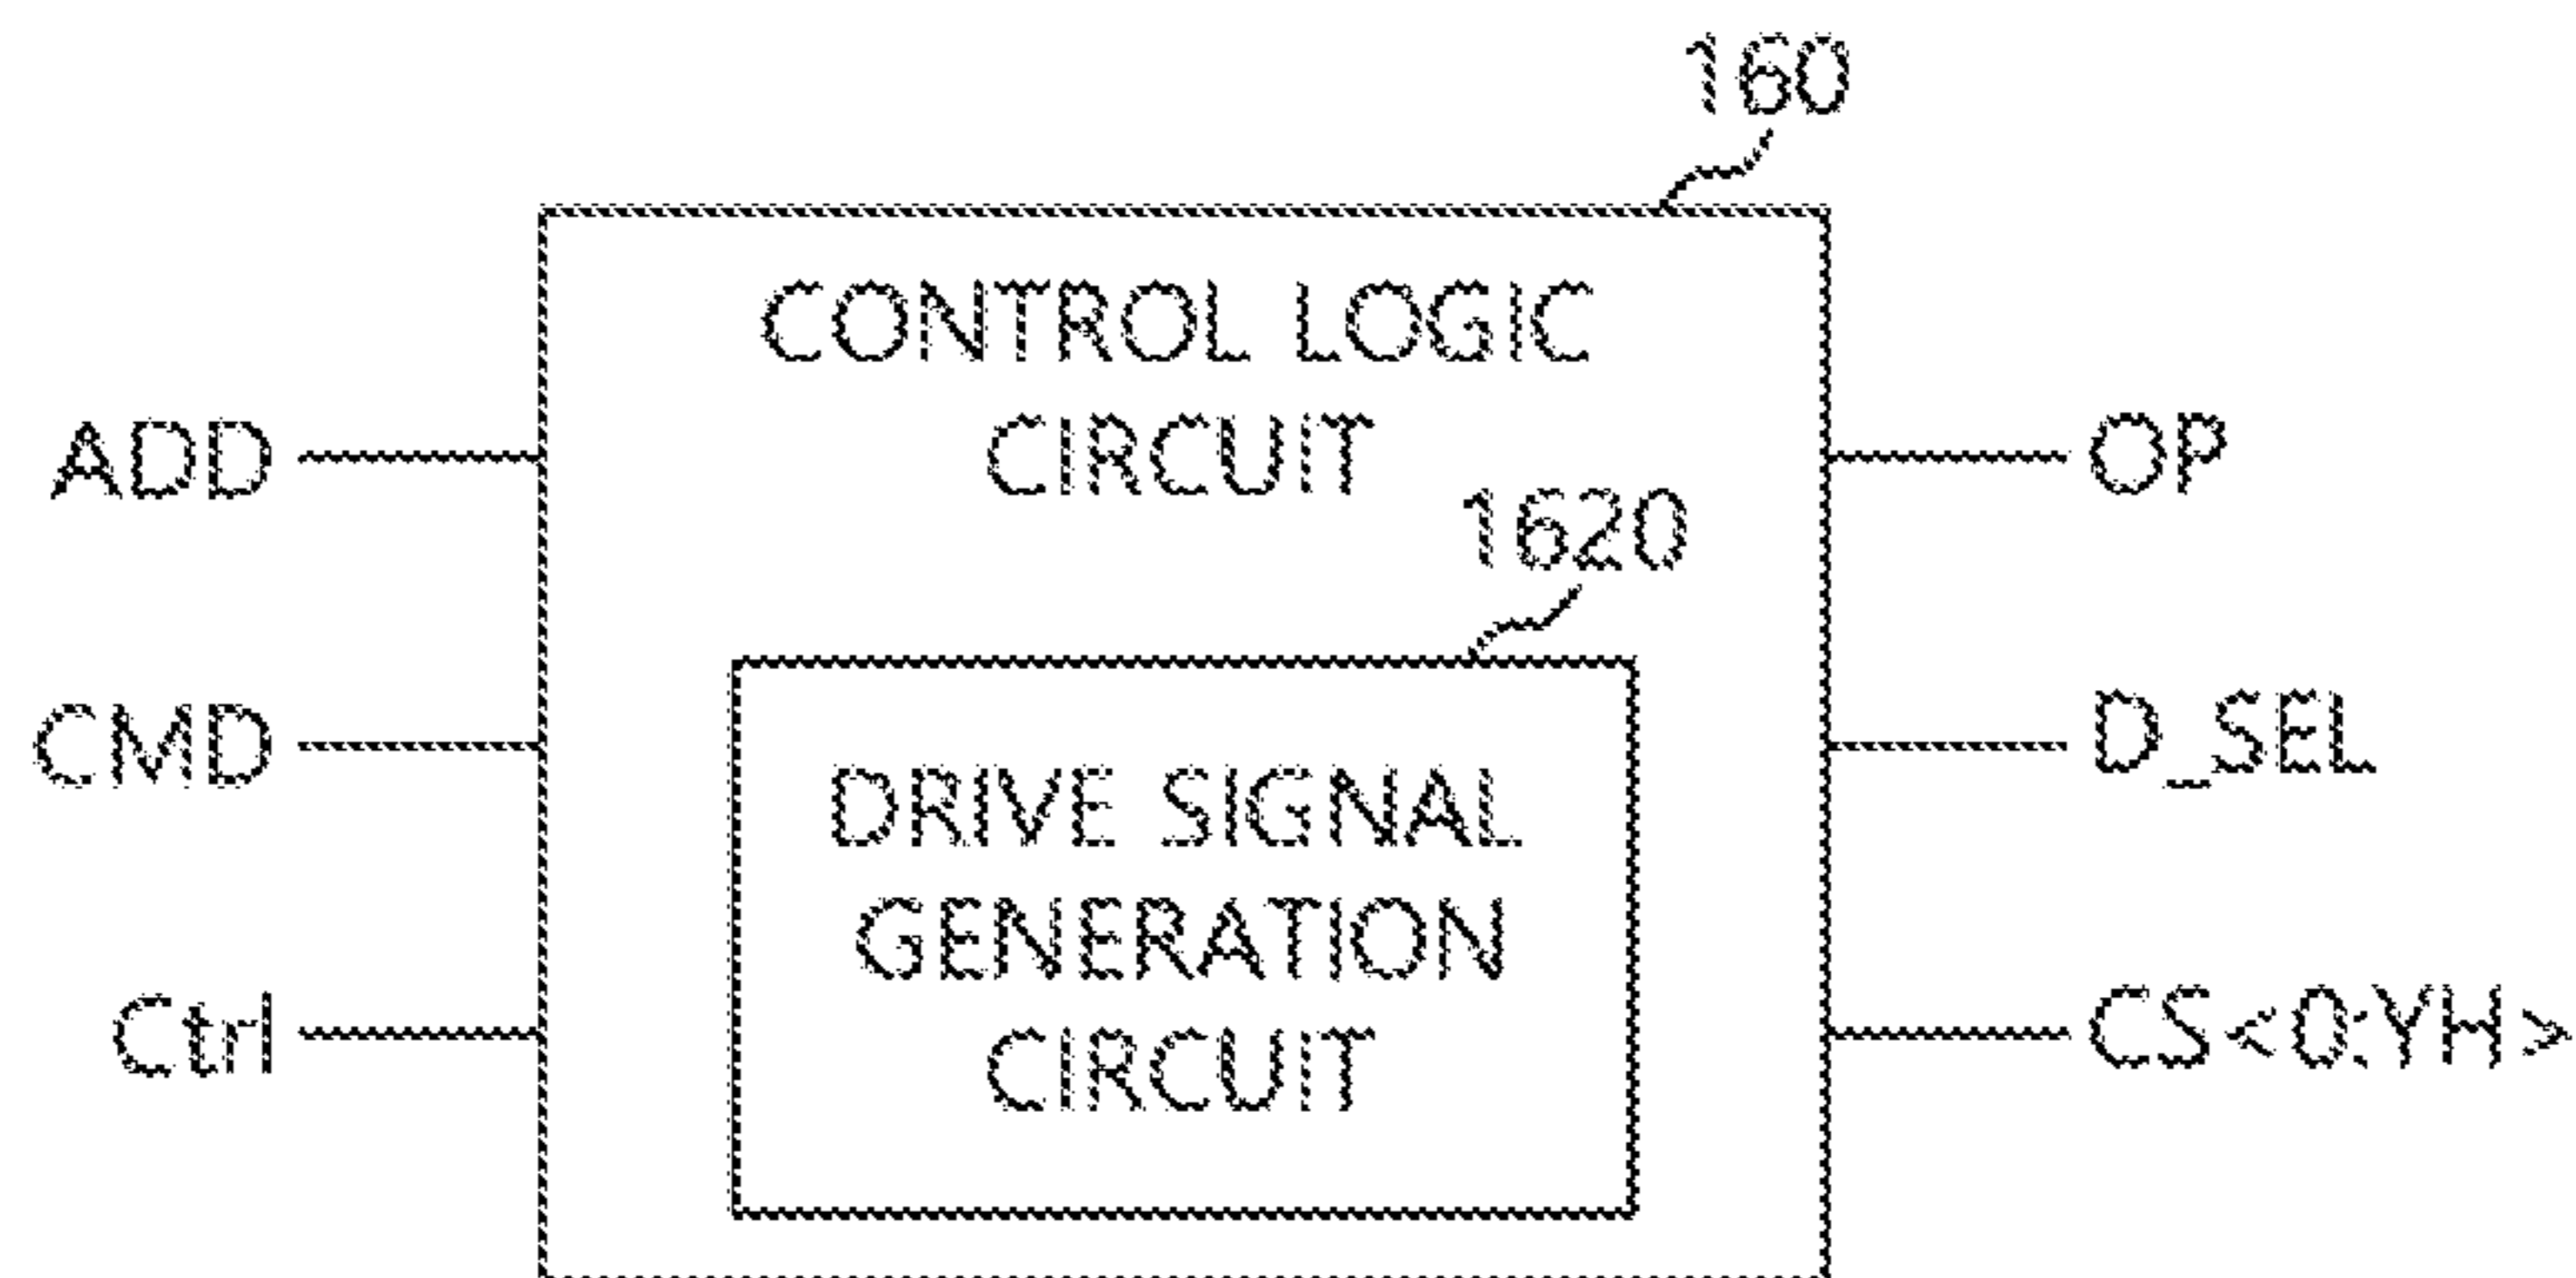 160
CONTROL LOGIC
CIRCUIT
ADD
OP
1620
CMD
D_SEL
DRIVE SIGNAL
GENERATION
CIRCUIT
Ctrl
CS<0:YH>